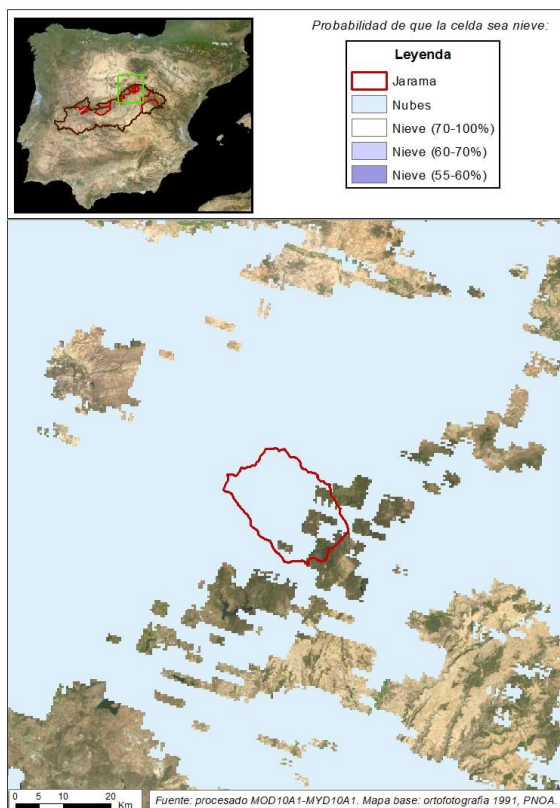 Probabilidad de que la celda sea nieve:
Leyenda
Jarama
Nubes
Nieve (70-100%)
Nieve (60-70%)
Nieve (55-60%)
0 5 10 20
Km
Fuente: procesado MOD10A1-MYD10A1. Mapa base: ortofotografía 1991, PNOA